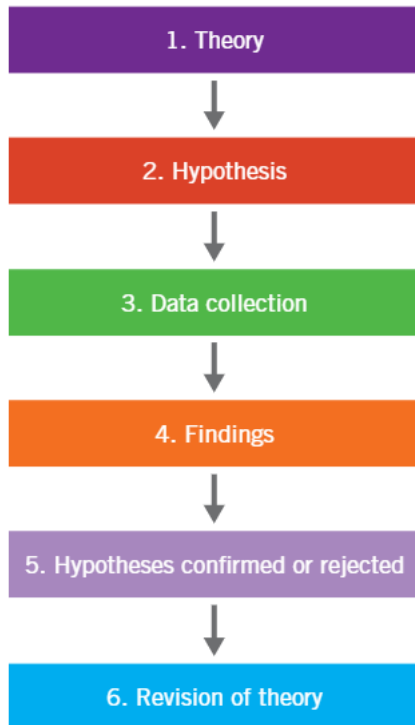 1. Theory
2. Hypothesis
3. Data collection
4. Findings
5. Hypotheses confirmed or rejected
6. Revision of theory